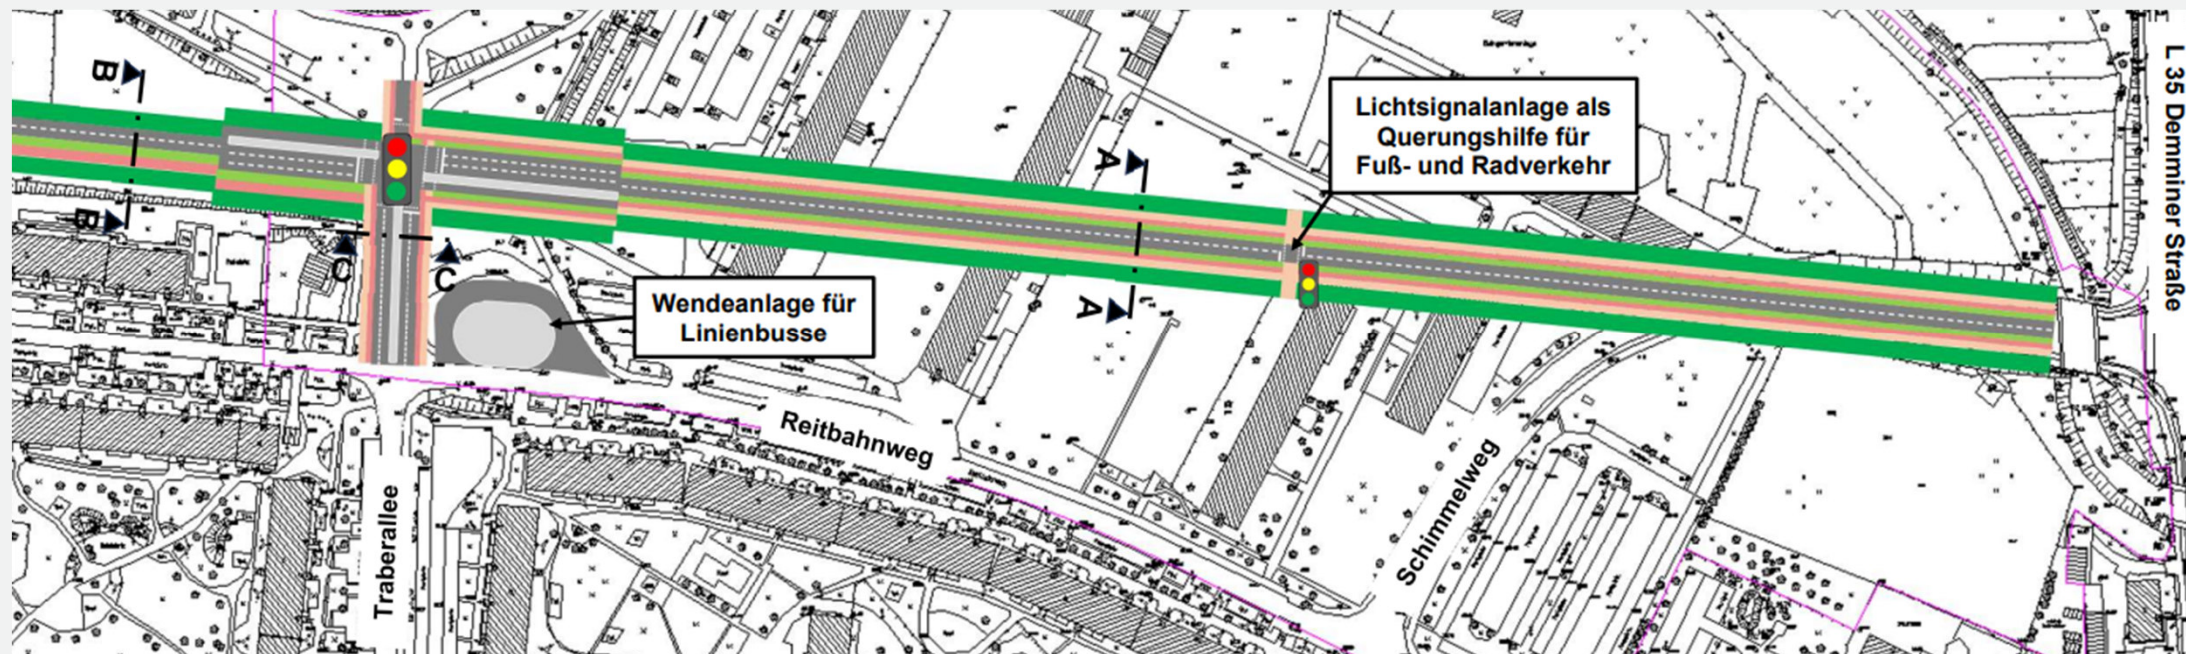 B
B
A
A
C
C
Lichtsignalanlage als
Querungshilfe für
Fuß- und Radverkehr
Wendeanlage für
Linienbusse
L 35 Demminer Straße
Reitbahnweg
Schimmelweg
Traberallee